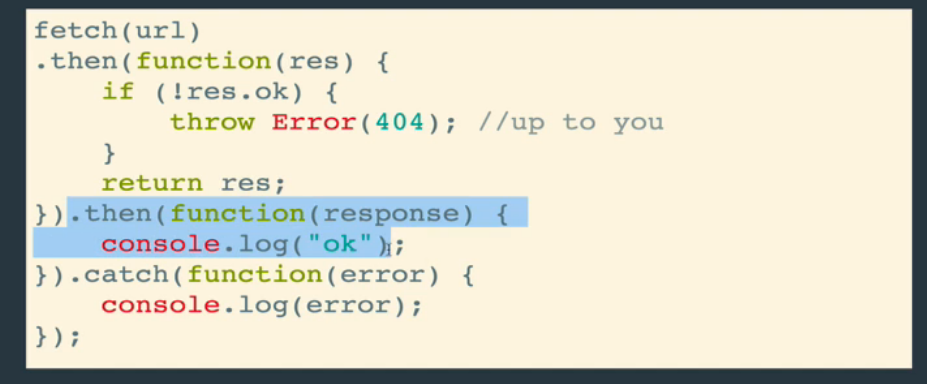 fetch(url)
.then(function(res) {
    if (!res.ok) {
        throw Error(404); //up to you
    }
    return res;
}).then(function(response) {
    console.log("ok");
}).catch(function(error) {
    console.log(error);
});